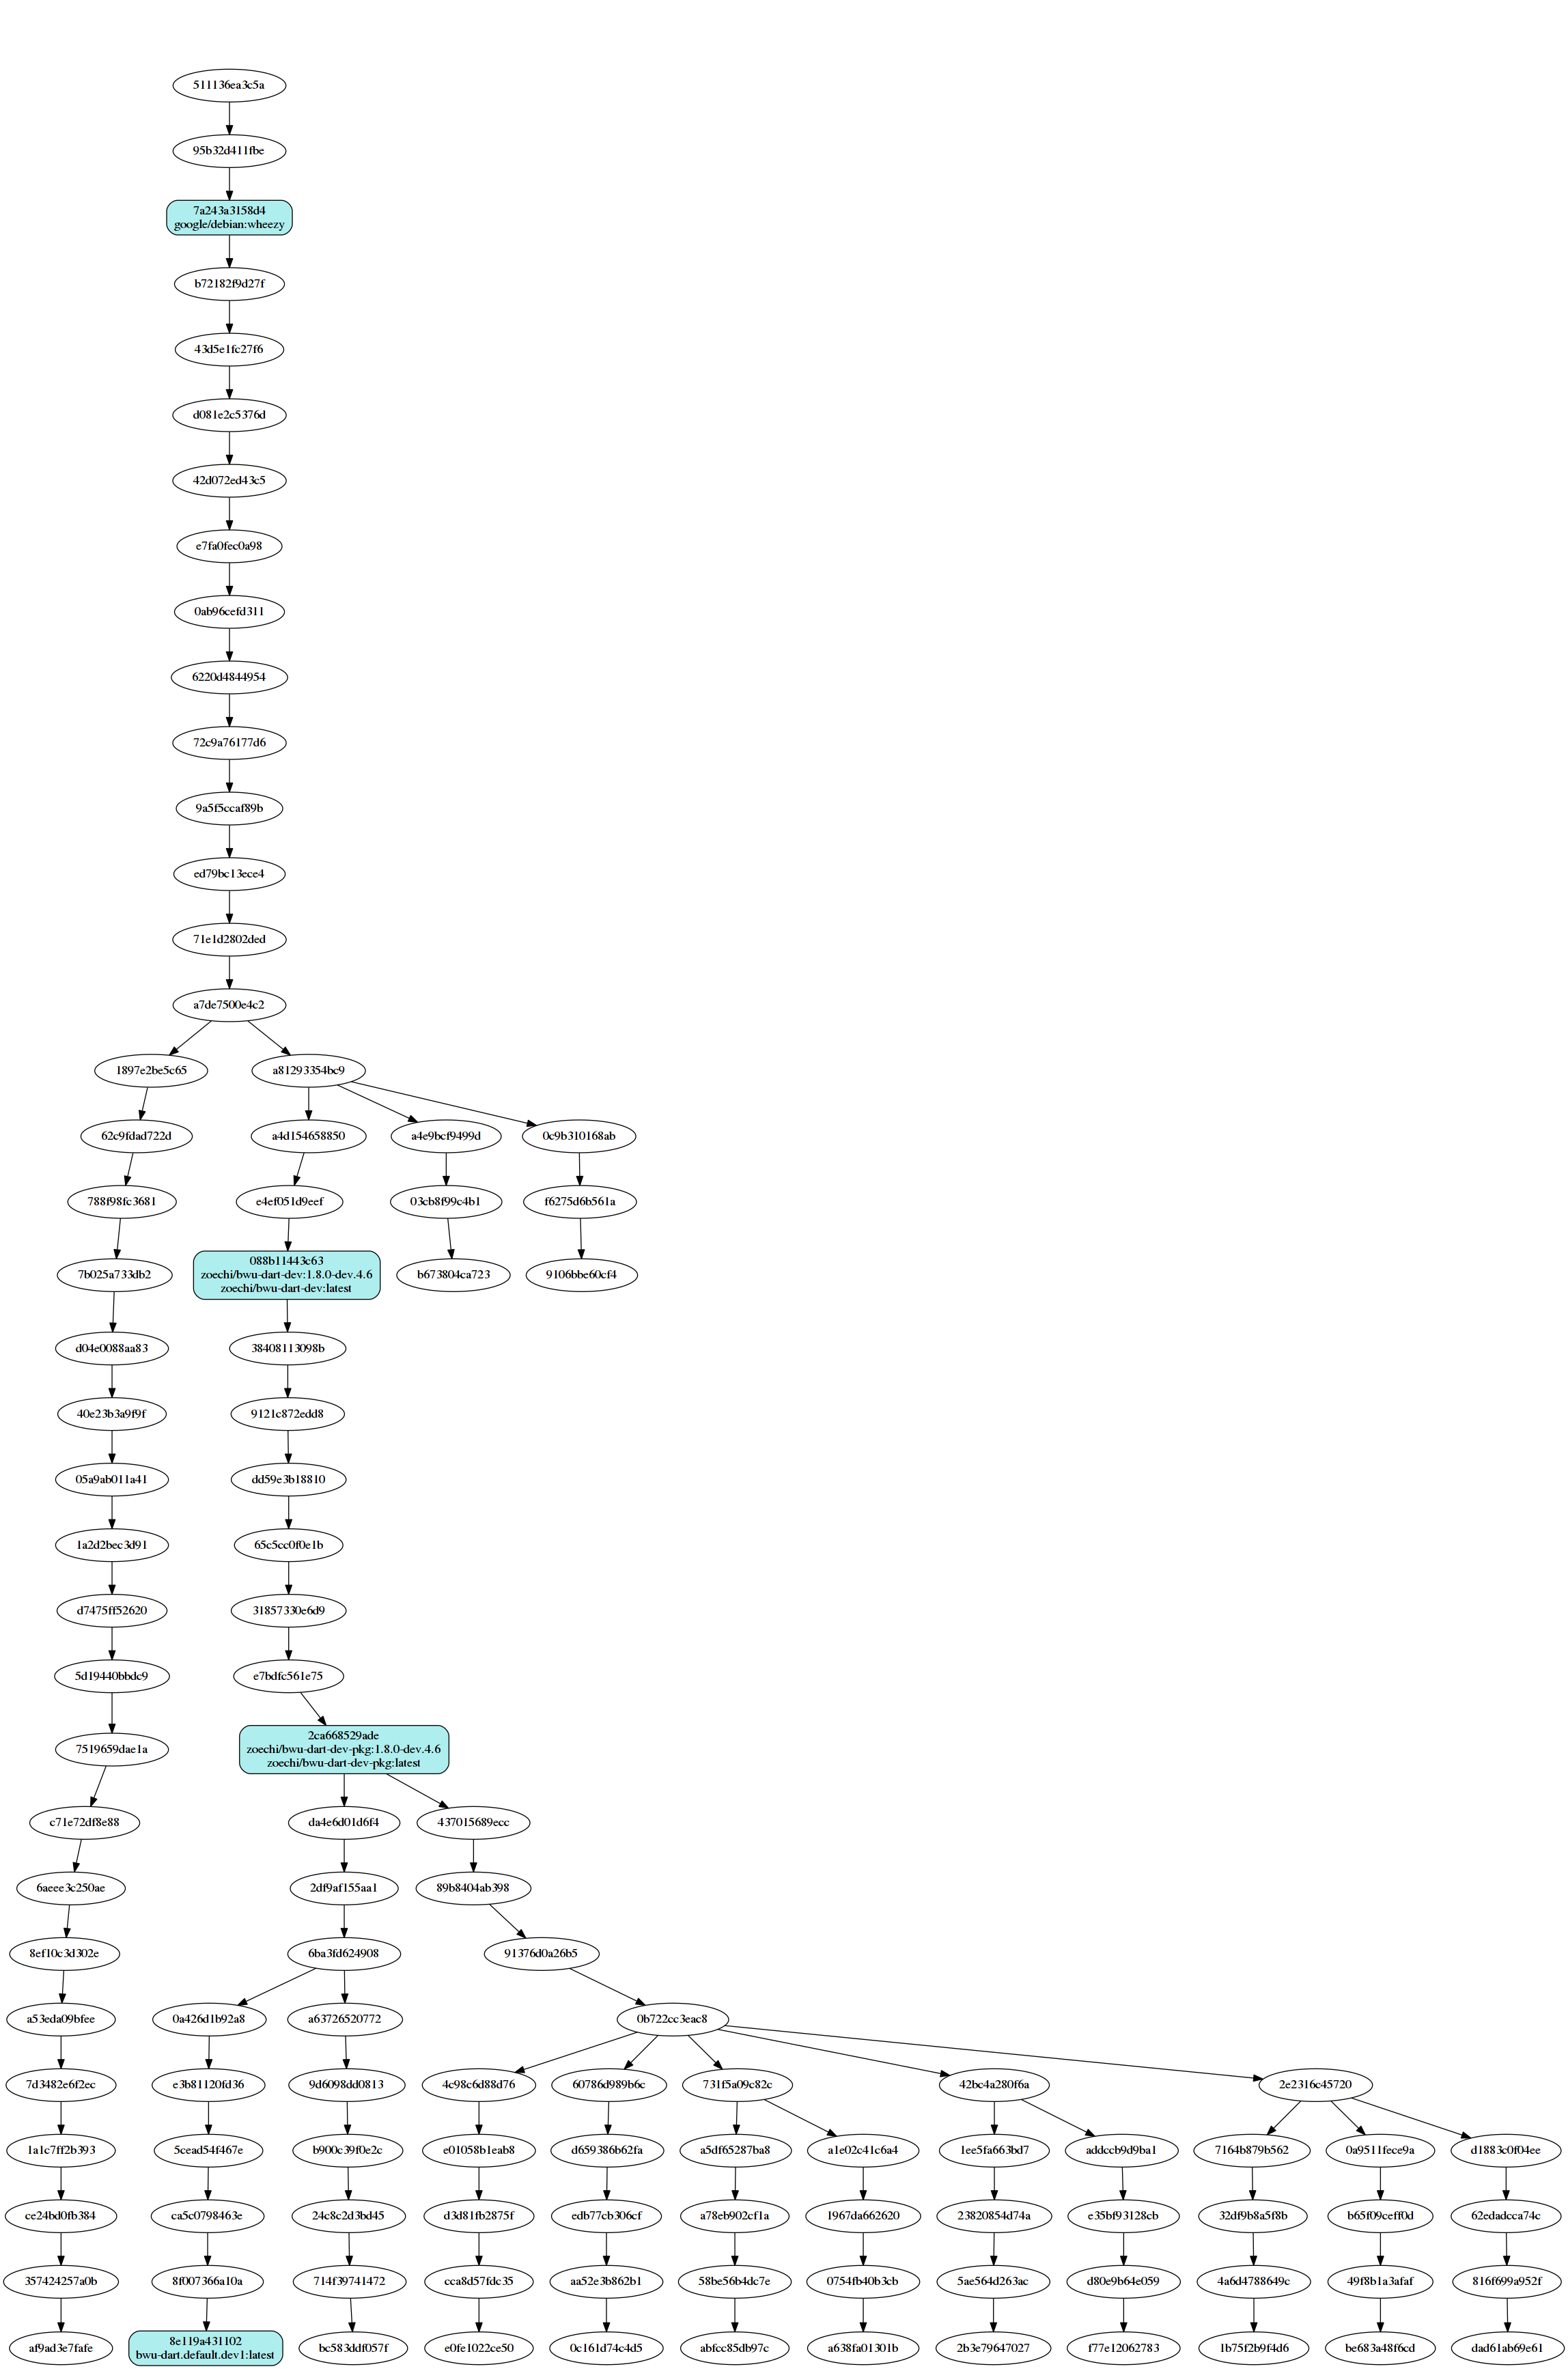 511136ea3c5a
95b32d411fbe
7a243a3158d4
google/debian:wheezy
b72182f9d27f
43d5e1fc27f6
d081e2c5376d
42d072ed43c5
e7fa0fec0a98
0ab96cefd311
6220d4844954
72c9a76177d6
9a5f5ccaf89b
ed79bc13ece4
71e1d2802ded
a7de7500e4c2
1897e2be5c65
a81293354bc9
62c9fdad722d
a4d154658850
a4e9bcf9499d
0c9b310168ab
788f98fc3681
e4ef051d9eef
03cb8f99c4b1
f6275d6b561a
7b025a733db2
088b11443c63
zoechi/bwu-dart-dev:1.8.0-dev.4.6
zoechi/bwu-dart-dev:latest
b673804ca723
9106bbe60cf4
d04e0088aa83
38408113098b
40e23b3a9f9f
9121c872edd8
05a9ab011a41
dd59e3b18810
1a2d2bec3d91
65c5cc0f0e1b
d7475ff52620
31857330e6d9
5d19440bbdc9
e7bdfc561e75
7519659dae1a
2ca668529ade
zoechi/bwu-dart-dev-pkg:1.8.0-dev.4.6
zoechi/bwu-dart-dev-pkg:latest
c71e72df8e88
da4e6d01d6f4
437015689ecc
6aeee3c250ae
2df9af155aa1
89b8404ab398
8ef10c3d302e
6ba3fd624908
91376d0a26b5
a53eda09bfee
0a426d1b92a8
a63726520772
0b722cc3eac8
7d3482e6f2ec
e3b81120fd36
9d6098dd0813
4c98c6d88d76
60786d989b6c
731f5a09c82c
42bc4a280f6a
2e2316c45720
1a1c7ff2b393
5cead54f467e
b900c39f0e2c
e01058b1eab8
d659386b62fa
a5df65287ba8
a1e02c41c6a4
1ee5fa663bd7
addccb9d9ba1
7164b879b562
0a9511fece9a
d1883c0f04ee
ce24bd0fb384
ca5c0798463e
24c8c2d3bd45
d3d81fb2875f
edb77cb306cf
a78eb902cf1a
1967da662620
23820854d74a
e35bf93128cb
32df9b8a5f8b
b65f09ceff0d
62edadcca74c
357424257a0b
8f007366a10a
714f39741472
cca8d57fdc35
aa52e3b862b1
58be56b4dc7e
0754fb40b3cb
5ae564d263ac
d80e9b64e059
4a6d4788649c
49f8b1a3afaf
816f699a952f
af9ad3e7fafe
8e119a431102
bwu-dart.default.dev1:latest
bc583ddf057f
e0fe1022ce50
0c161d74c4d5
abfcc85db97c
a638fa01301b
2b3e79647027
f77e12062783
1b75f2b9f4d6
be683a48f6cd
dad61ab69e61